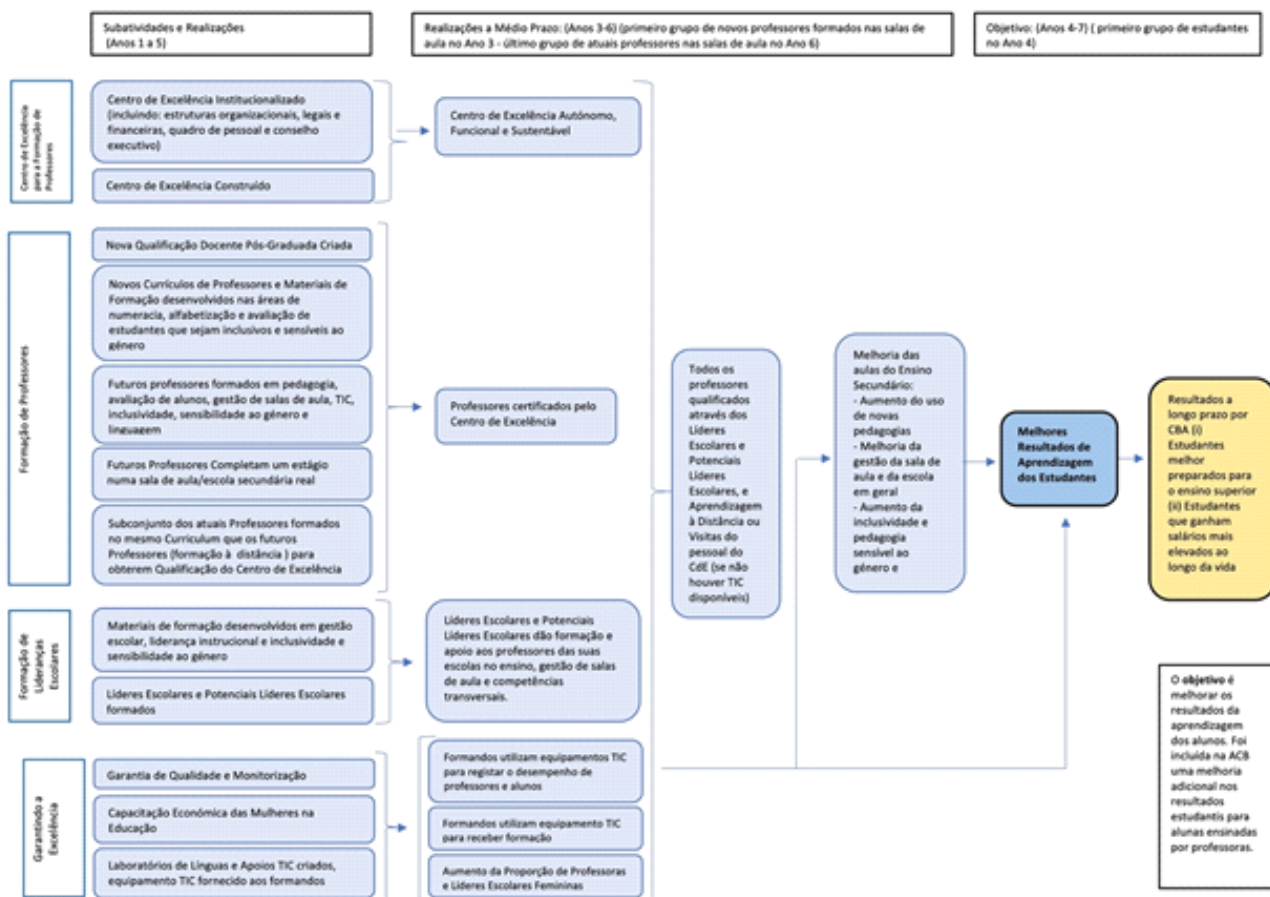 Subatividades e Realizações
(Anos 1 a 5)
Realizações a Médio Prazo: (Anos 3-6) (primeiro grupo de novos professores formados nas salas de
aula no Ano 3 - último grupo de atuais professores nas salas de aula no Ano 6)
Objetivo: (Anos 4-7) ( primeiro grupo de estudantes
no Ano 4)
Centro de Excelência
para a Formação de
Professores
Centro de Excelência Institucionalizado
(incluindo: estruturas organizacionais, legais e
financeiras, quadro de pessoal e conselho
executivo)
Centro de Excelência Construído
Centro de Excelência Autónomo,
Funcional e Sustentável
Formação de Professores
Nova Qualificação Docente Pós-Graduada Criada
Novos Currículos de Professores e Materiais de
Formação desenvolvidos nas áreas de
numeracia, alfabetização e avaliação de
estudantes que sejam inclusivos e sensíveis ao
género
Futuros professores formados em pedagogia,
avaliação de alunos, gestão de salas de aula, TIC,
inclusividade, sensibilidade ao género e
linguagem
Futuros Professores Completam um estágio
numa sala de aula/escola secundária real
Subconjunto dos atuais Professores formados
no mesmo Curriculum que os futuros
Professores (formação à  distância ) para
obterem Qualificação do Centro de Excelência
Professores certificados pelo
Centro de Excelência
Formação de
Lideranças
Escolares
Materiais de formação desenvolvidos em gestão
escolar, liderança instrucional e inclusividade e
sensibilidade ao género
Líderes Escolares e Potenciais Líderes Escolares
formados
Líderes Escolares e Potenciais
Líderes Escolares dão formação e
apoio aos professores das suas
escolas no ensino, gestão de salas
de aula e competências
transversais.
Garantindo a
Excelência
Garantia de Qualidade e Monitorização
Capacitação Económica das Mulheres na
Educação
Laboratórios de Línguas e Apoios TIC criados,
equipamento TIC fornecido aos formandos
Formandos utilizam equipamentos TIC
para registar o desempenho de
professores e alunos
Formandos utilizam equipamento TIC
para receber formação
Aumento da Proporção de Professoras
e Líderes Escolares Femininas
Todos os
professores
qualificados
através dos
Líderes
Escolares e
Potenciais
Líderes
Escolares, e
Aprendizagem
à Distância ou
Visitas do
pessoal do
CdE (se não
houver TIC
disponíveis)
Melhoria das
aulas do Ensino
Secundário:
- Aumento do uso
de novas
pedagogias
- Melhoria da
gestão da sala de
aula e da escola
em geral
- Aumento da
inclusividade e
pedagogia
sensível ao
género e
Melhores
Resultados de
Aprendizagem
dos Estudantes
Resultados a
longo prazo por
CBA (i)
Estudantes
melhor
preparados para
o ensino superior
(ii) Estudantes
que ganham
salários mais
elevados ao
longo da vida
O objetivo é
melhorar os
resultados da
aprendizagem
dos alunos. Foi
incluída na ACB
uma melhoria
adicional nos
resultados
estudantis para
alunas ensinadas
por professoras.